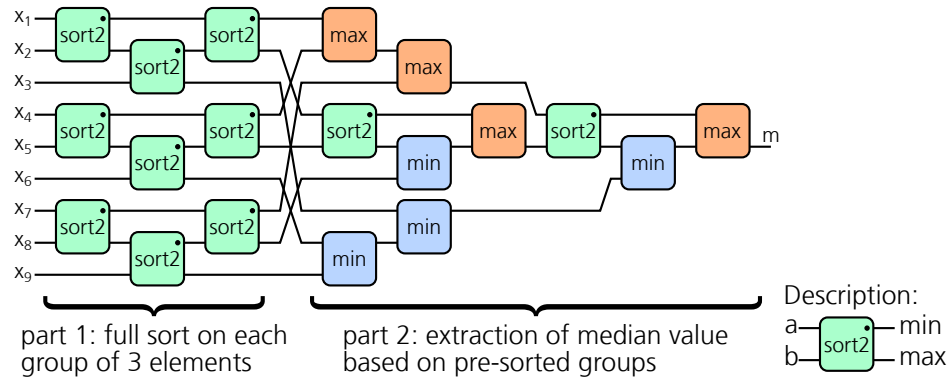 x1
sort2
sort2
max
x2
sort2
max
x3
x4
sort2
sort2
sort2
max
sort2
max
m
x5
sort2
min
min
x6
x7
sort2
sort2
min
x8
sort2
min
x9
part 1: full sort on each
group of 3 elements
part 2: extraction of median value
based on pre-sorted groups
Description:
a
sort2
min
b
max